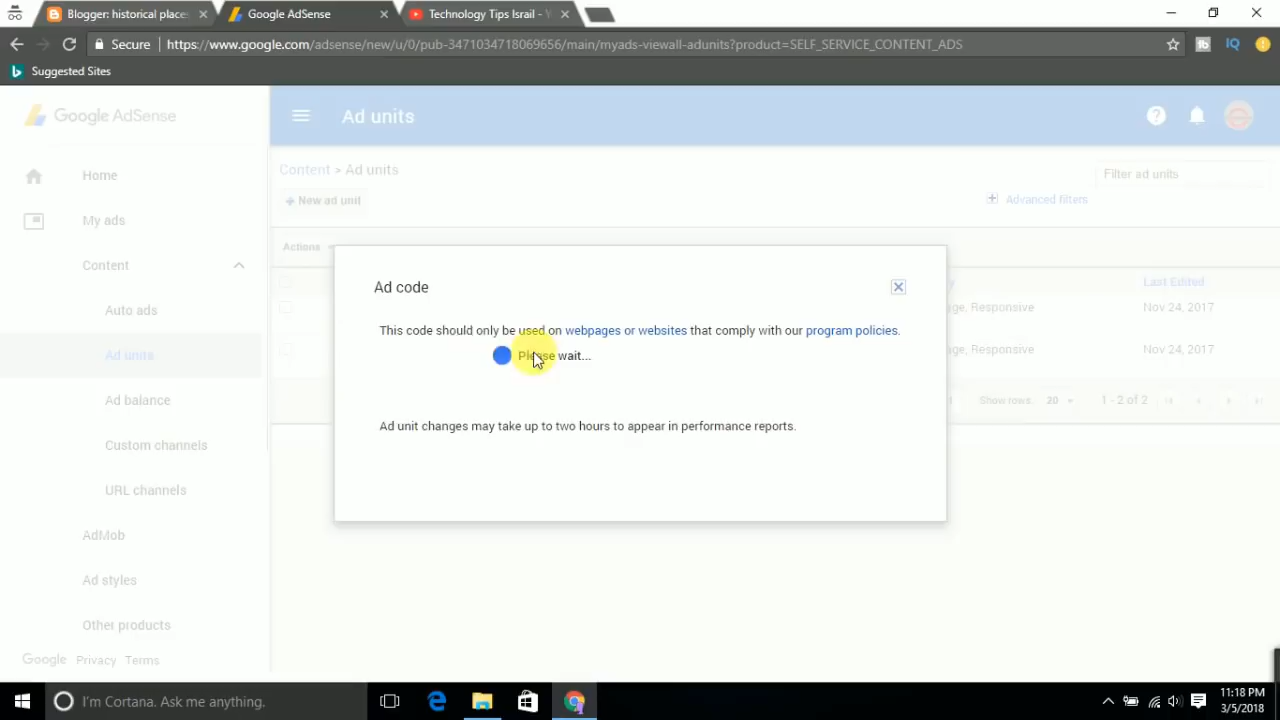 Blogger: historical places
Google AdSense
Technology Tips Israil - Y
Secure
https://www.google.com/adsense/new/u/0/pub-3471034718069656/main/myads-viewall-adunits?product=SELF_SERVICE_CONTENT_ADS
IQ
Suggested Sites
Google AdSense
Ad units
Home
Content > Ad units
Filter ad units
+ New ad unit
Advanced filters
My ads
Actions
Content
Ad code
Last Edited
This code should only be used on webpages or websites that comply with our program policies.
Please wait...
Auto ads
ge, Responsive
Nov 24, 2017
Ad units
ge, Responsive
Nov 24, 2017
Ad balance
Show rows: 20
1 - 2 of 2
Ad unit changes may take up to two hours to appear in performance reports.
Custom channels
URL channels
AdMob
Ad styles
Other products
Google Privacy Terms
I'm Cortana. Ask me anything.
11:18 PM
3/5/2018